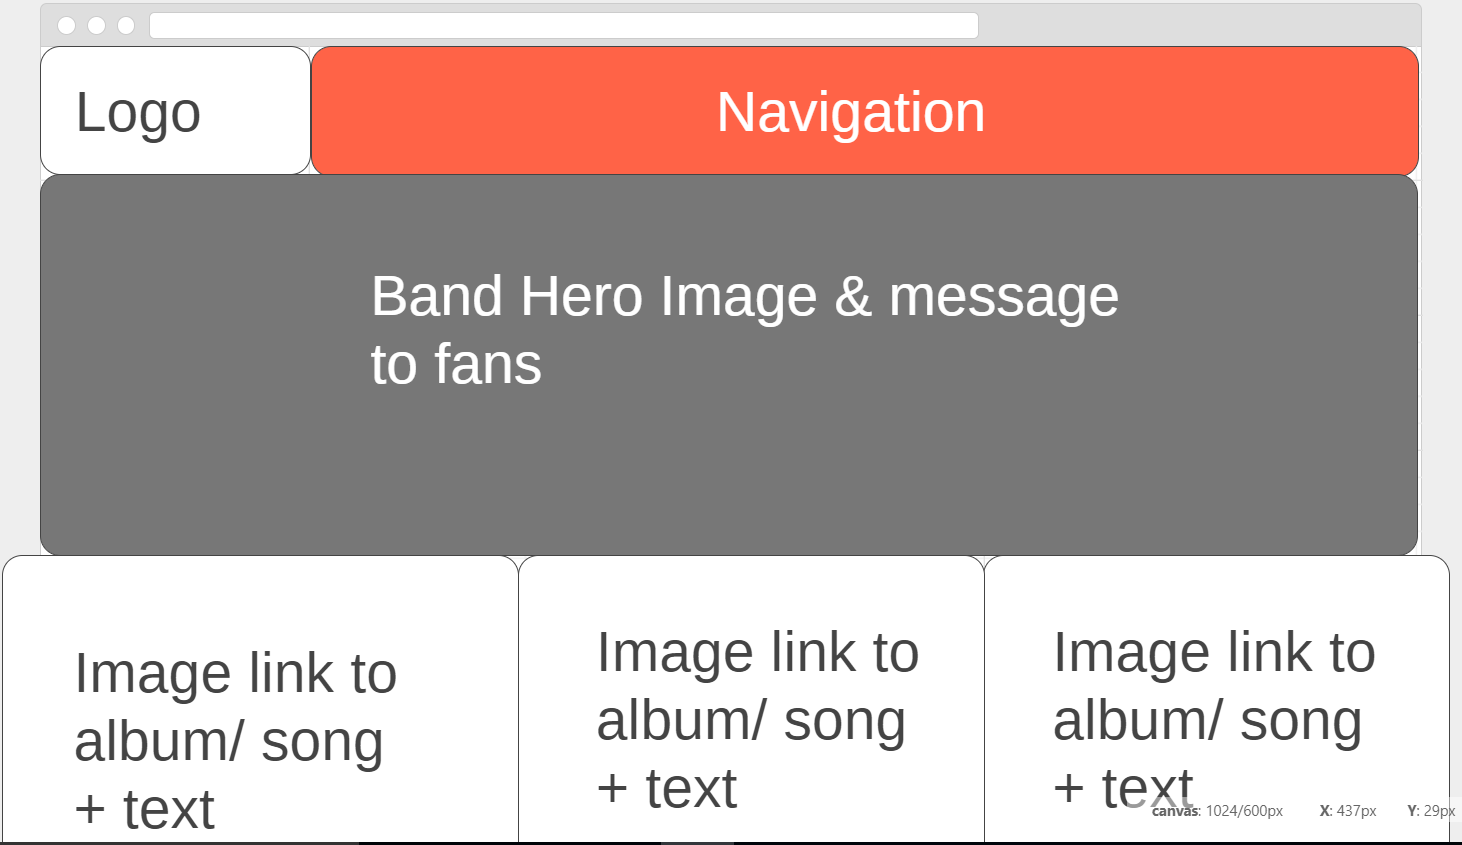 Logo
Navigation
Band Hero Image & message
to fans
Image link to
album/ song
+ text
Image link to
album/ song
+ text
Image link to
album/ song
+ text
canvas: 1024/600px X: 437px Y: 29px